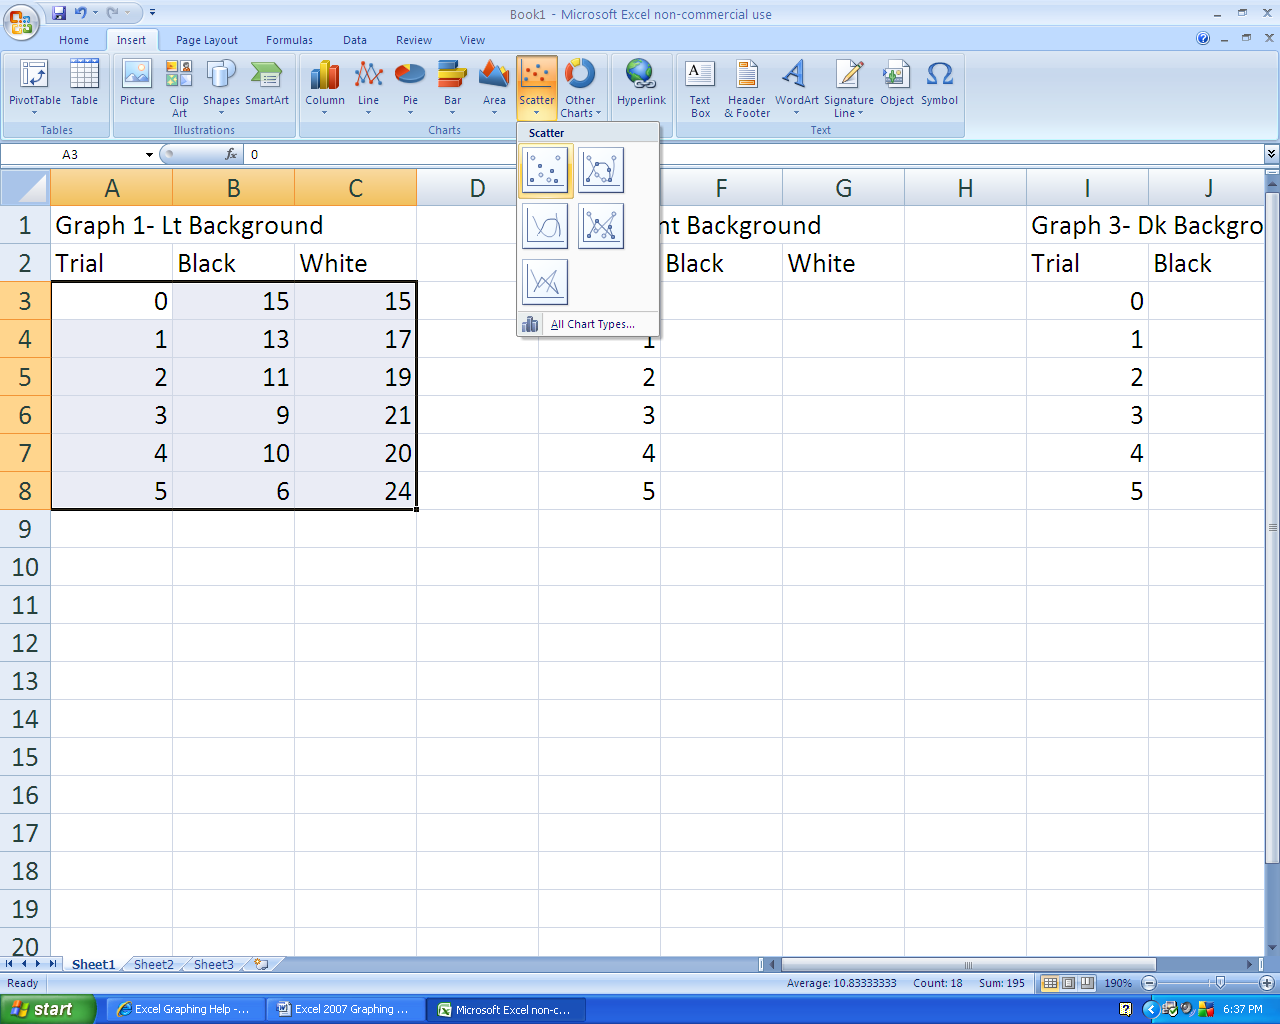 Book1 - Microsoft Excel non-commercial use
Home Insert Page Layout Formulas Data Review View
PivotTable Table Picture Clip Art Shapes SmartArt Column Line Pie Bar Area Scatter Other Charts Hyperlink Text Box Header & Footer WordArt Signature Line Object Symbol
Tables Illustrations Charts Text
Scatter
All Chart Types...
A3 fx 0
A B C D F G H I J
1 Graph 1- Lt Background nt Background Graph 3- Dk Backgro
2 Trial Black White Black White Trial Black
3 0 15 15 0
4 1 13 17 1 1
5 2 11 19 2 2
6 3 9 21 3 3
7 4 10 20 4 4
8 5 6 24 5 5
9
10
11
12
13
14
15
16
17
18
19
20
Sheet1 Sheet2 Sheet3
Ready Average: 10.83333333 Count: 18 Sum: 195 190%
start Excel Graphing Help -... Excel 2007 Graphing ... Microsoft Excel non-c... 6:37 PM